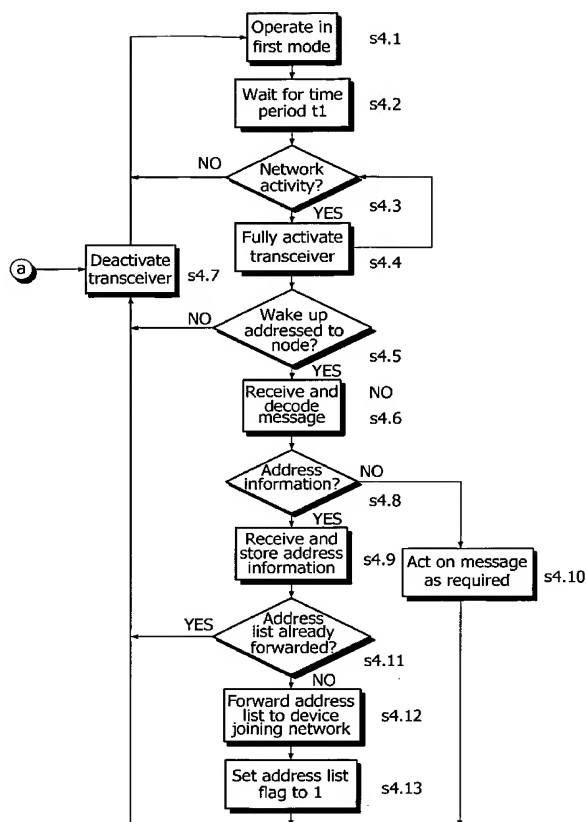 Operate in
first mode
s4.1
Wait for time
period t1
s4.2
NO
Network
activity?
s4.3
YES
Fully activate
transceiver
s4.4
a
Deactivate
transceiver
s4.7
NO
Wake up
addressed to
node?
s4.5
YES
Receive and
decode
message
NO
s4.6
Address
information?
NO
s4.8
YES
Receive and
store address
information
s4.9
Act on message
as required
s4.10
YES
Address
list already
forwarded?
s4.11
NO
Forward address
list to device
joining network
s4.12
Set address list
flag to 1
s4.13